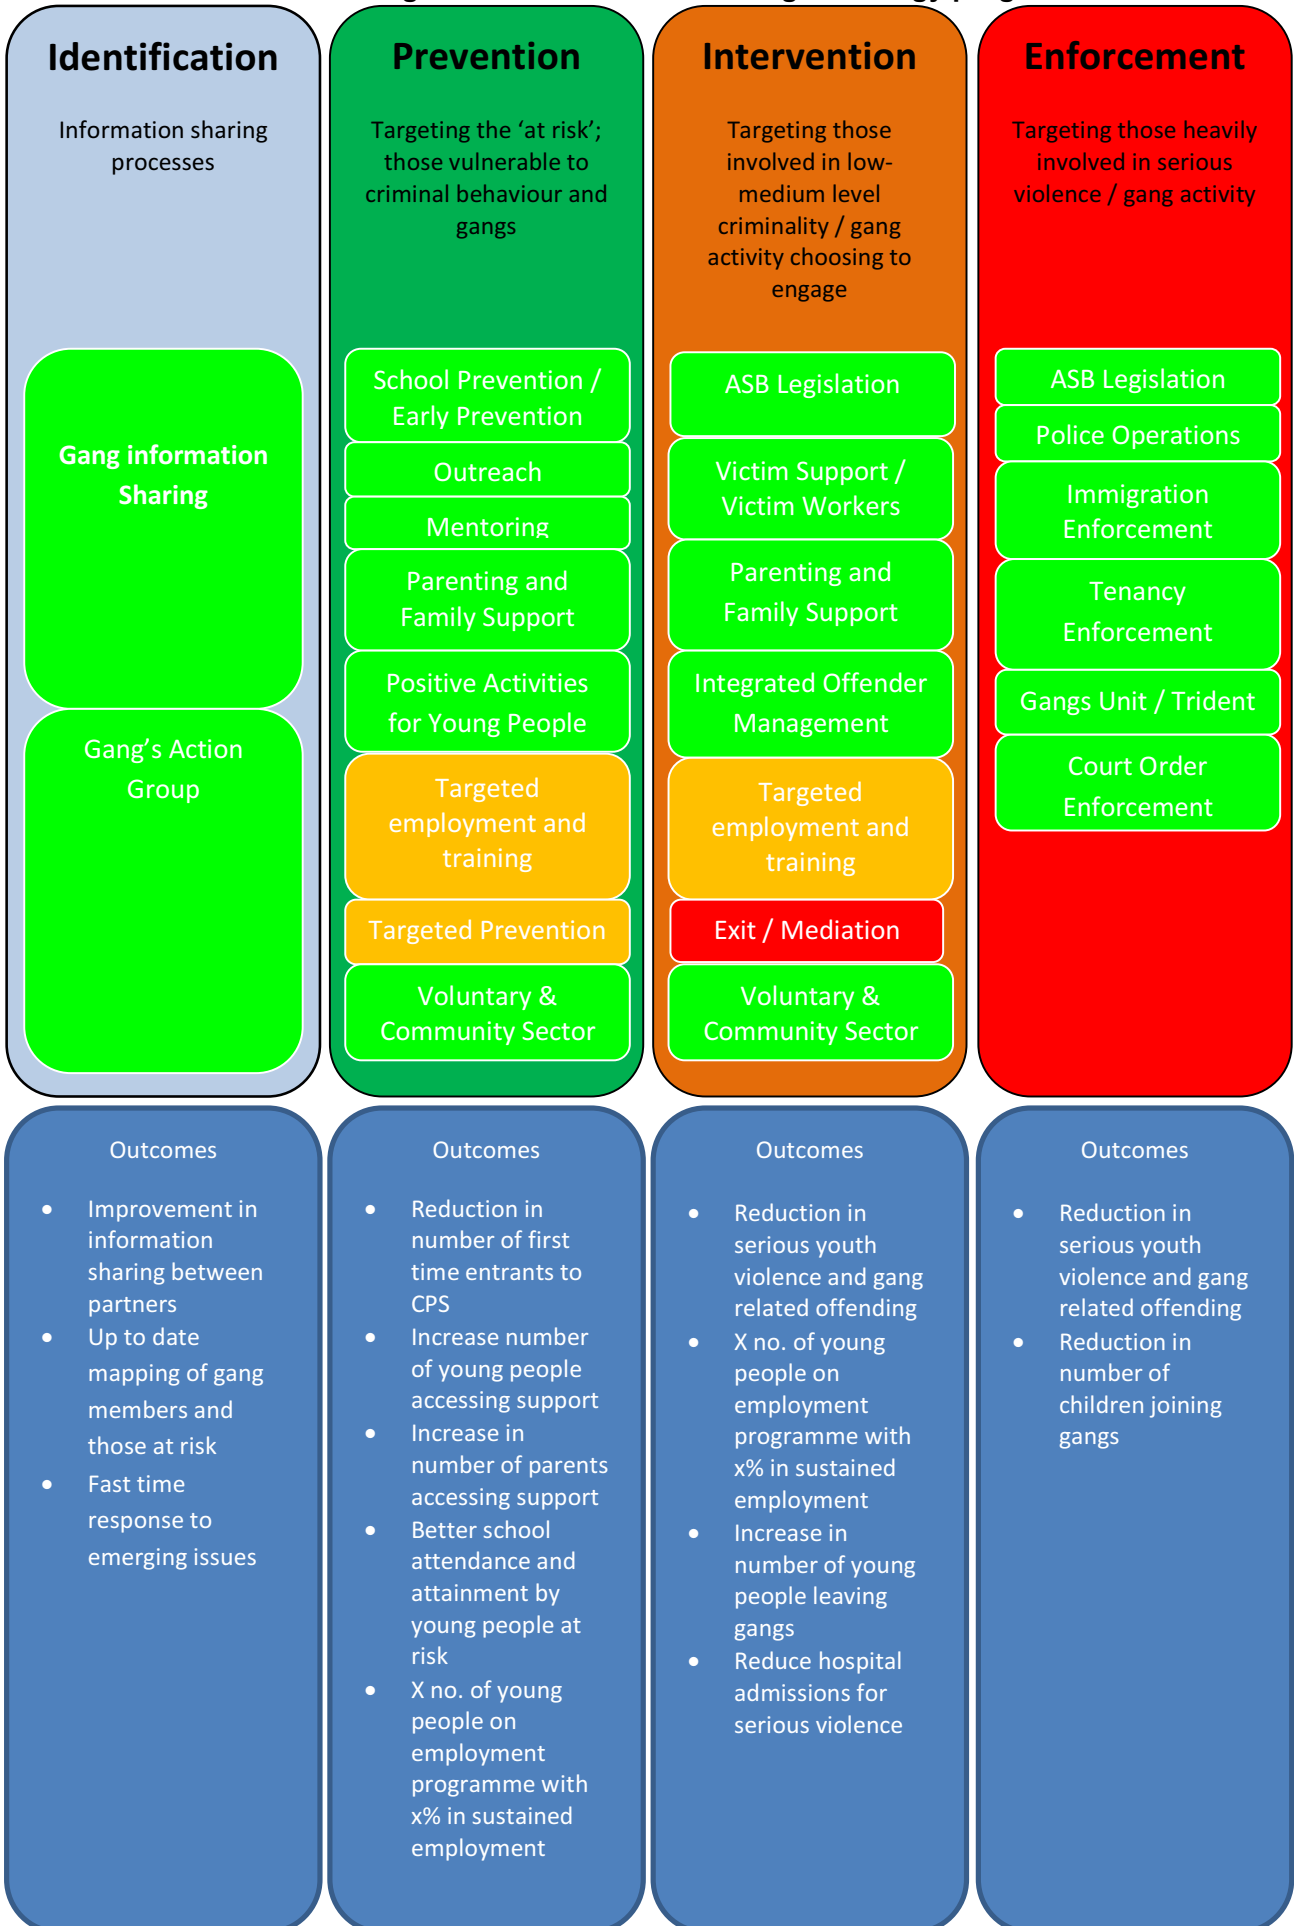 Identification
Information sharing
processes
Gang information
Sharing
Gang’s Action
Group
Prevention
Targeting the ‘at risk’;
those vulnerable to
criminal behaviour and
gangs
School Prevention /
Early Prevention
Outreach
Mentoring
Parenting and
Family Support
Positive Activities
for Young People
Targeted
employment and
training
Targeted Prevention
Voluntary &
Community Sector
Intervention
Targeting those
involved in low-
medium level
criminality / gang
activity choosing to
engage
ASB Legislation
Victim Support /
Victim Workers
Parenting and
Family Support
Integrated Offender
Management
Targeted
employment and
training
Exit / Mediation
Voluntary &
Community Sector
Enforcement
Targeting those heavily
involved in serious
violence / gang activity
ASB Legislation
Police Operations
Immigration
Enforcement
Tenancy
Enforcement
Gangs Unit / Trident
Court Order
Enforcement
Outcomes
• Improvement in
information
sharing between
partners
• Up to date
mapping of gang
members and
those at risk
• Fast time
response to
emerging issues
Outcomes
• Reduction in
number of first
time entrants to
CPS
• Increase number
of young people
accessing support
• Increase in
number of parents
accessing support
• Better school
attendance and
attainment by
young people at
risk
• X no. of young
people on
employment
programme with
x% in sustained
employment
Outcomes
• Reduction in
serious youth
violence and gang
related offending
• X no. of young
people on
employment
programme with
x% in sustained
employment
• Increase in
number of young
people leaving
gangs
• Reduce hospital
admissions for
serious violence
Outcomes
• Reduction in
serious youth
violence and gang
related offending
• Reduction in
number of
children joining
gangs